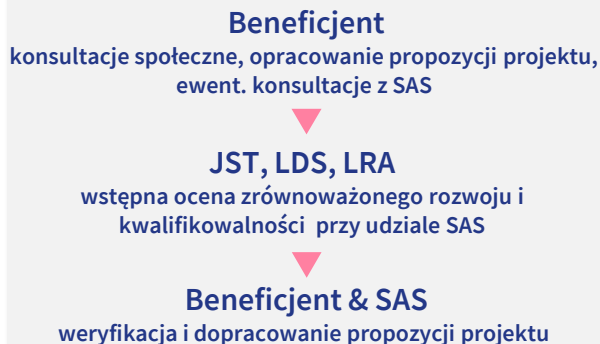 Beneficjent
konsultacje społeczne, opracowanie propozycji projektu,
ewent. konsultacje z SAS
JST, LDS, LRA
wstępna ocena zrównoważonego rozwoju i
kwalifikowalności przy udziale SAS
Beneficjent & SAS
weryfikacja i dopracowanie propozycji projektu